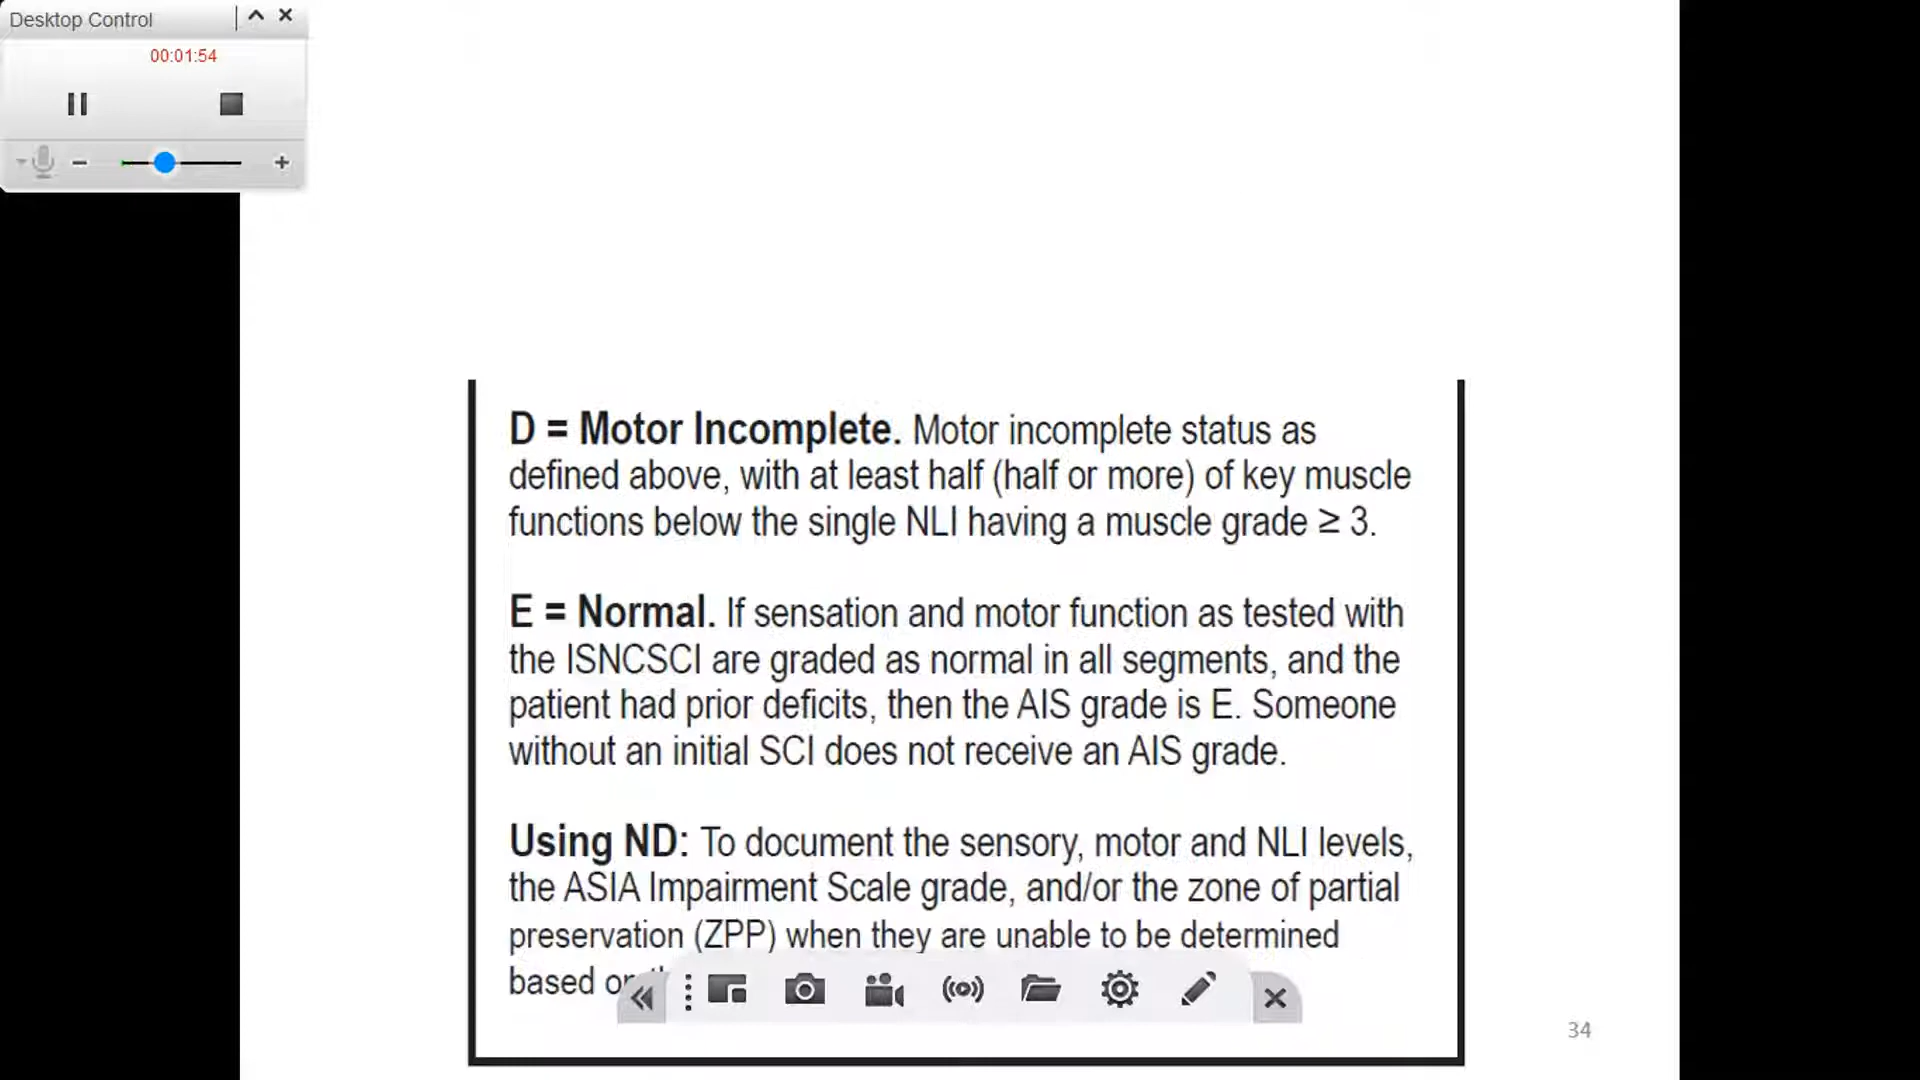 Desktop Control
00:01:54
D = Motor Incomplete. Motor incomplete status as
defined above, with at least half (half or more) of key muscle
functions below the single NLI having a muscle grade ≥ 3.
E = Normal. If sensation and motor function as tested with
the ISNCSCI are graded as normal in all segments, and the
patient had prior deficits, then the AIS grade is E. Someone
without an initial SCI does not receive an AIS grade.
Using ND: To document the sensory, motor and NLI levels,
the ASIA Impairment Scale grade, and/or the zone of partial
preservation (ZPP) when they are unable to be determined
based
34